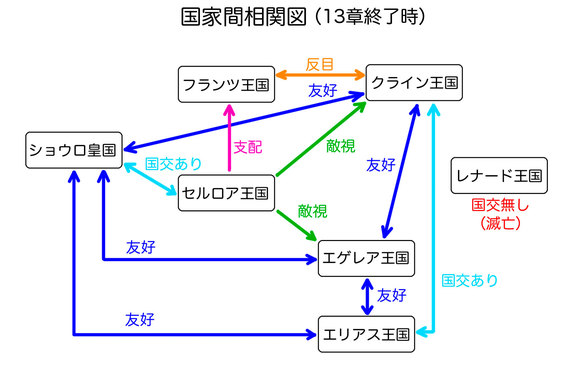 国家間相関図（13章終了時）
反目
フランツ王国
クライン王国
友好
ショウロ皇国
支配
敵視
国交あり
友好
レナード王国
セルロア王国
国交無し
（滅亡）
敵視
友好
エゲレア王国
国交あり
友好
友好
エリアス王国